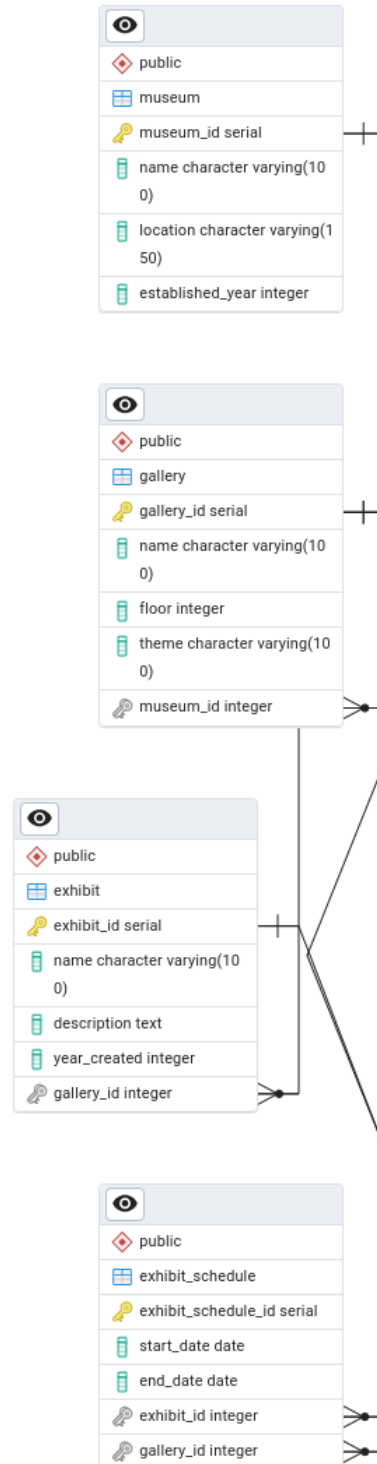 public
museum
museum_id serial
name character varying(10
0)
location character varying(1
50)
established_year integer
public
gallery
gallery_id serial
name character varying(10
0)
floor integer
theme character varying(10
0)
museum_id integer
public
exhibit
exhibit_id serial
name character varying(10
0)
description text
year_created integer
gallery_id integer
public
exhibit_schedule
exhibit_schedule_id serial
start_date date
end_date date
exhibit_id integer
gallery_id integer